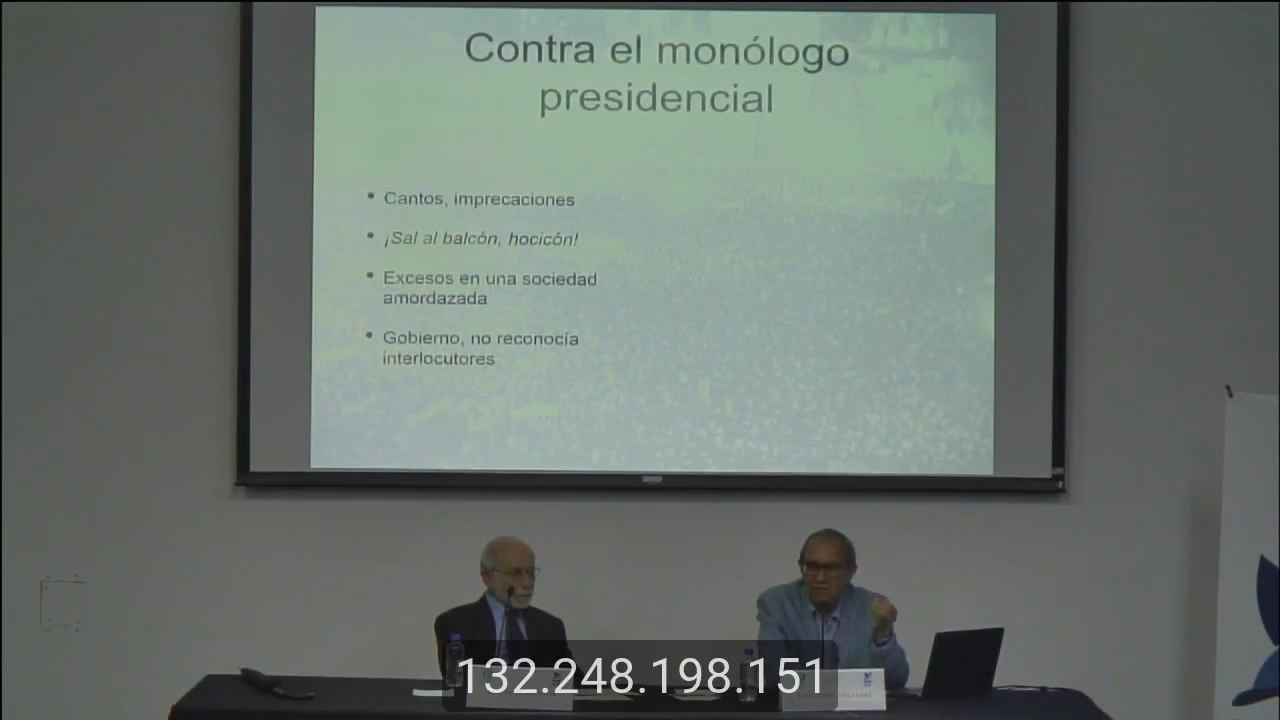 Contra el monólogo
presidencial
• Cantos, imprecaciones
• ¡Sal al balcón, hocicón!
• Excesos en una sociedad
amordazada
• Gobierno, no reconocía
interlocutores
132.248.198.151